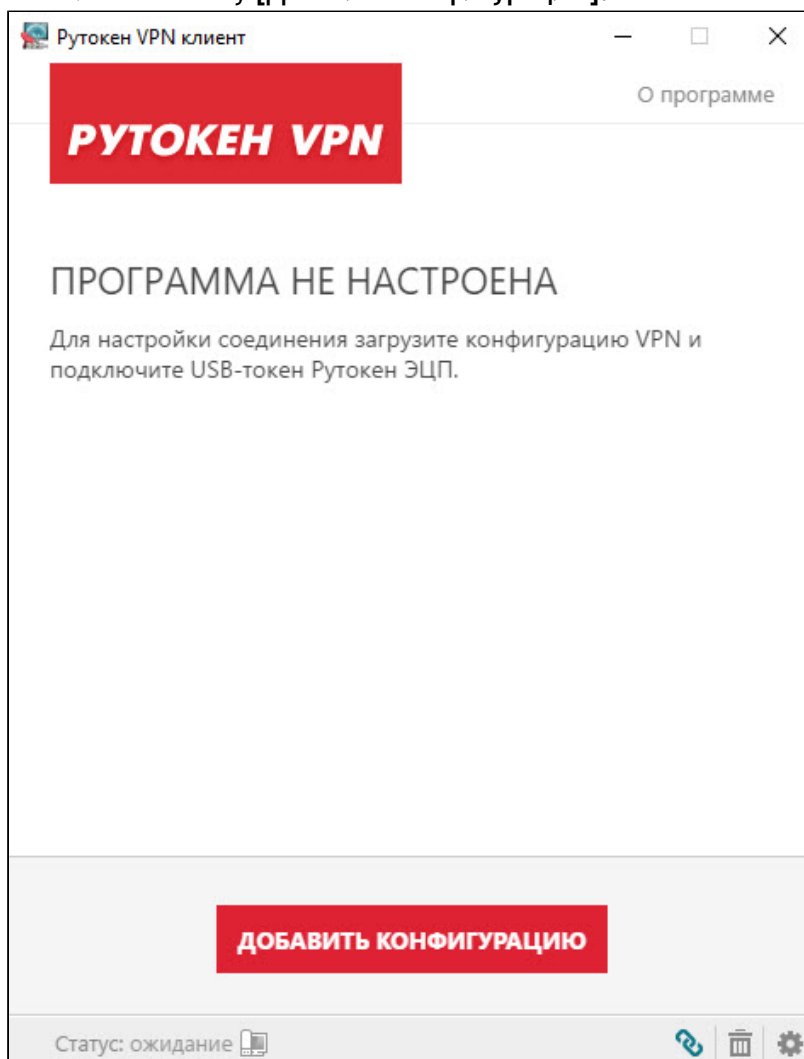 Рутокен VPN клиент
О программе
РУТОКЕН VPN
ПРОГРАММА НЕ НАСТРОЕНА
Для настройки соединения загрузите конфигурацию VPN и
подключите USB-токен Рутокен ЭЦП.
ДОБАВИТЬ КОНФИГУРАЦИЮ
Статус: ожидание